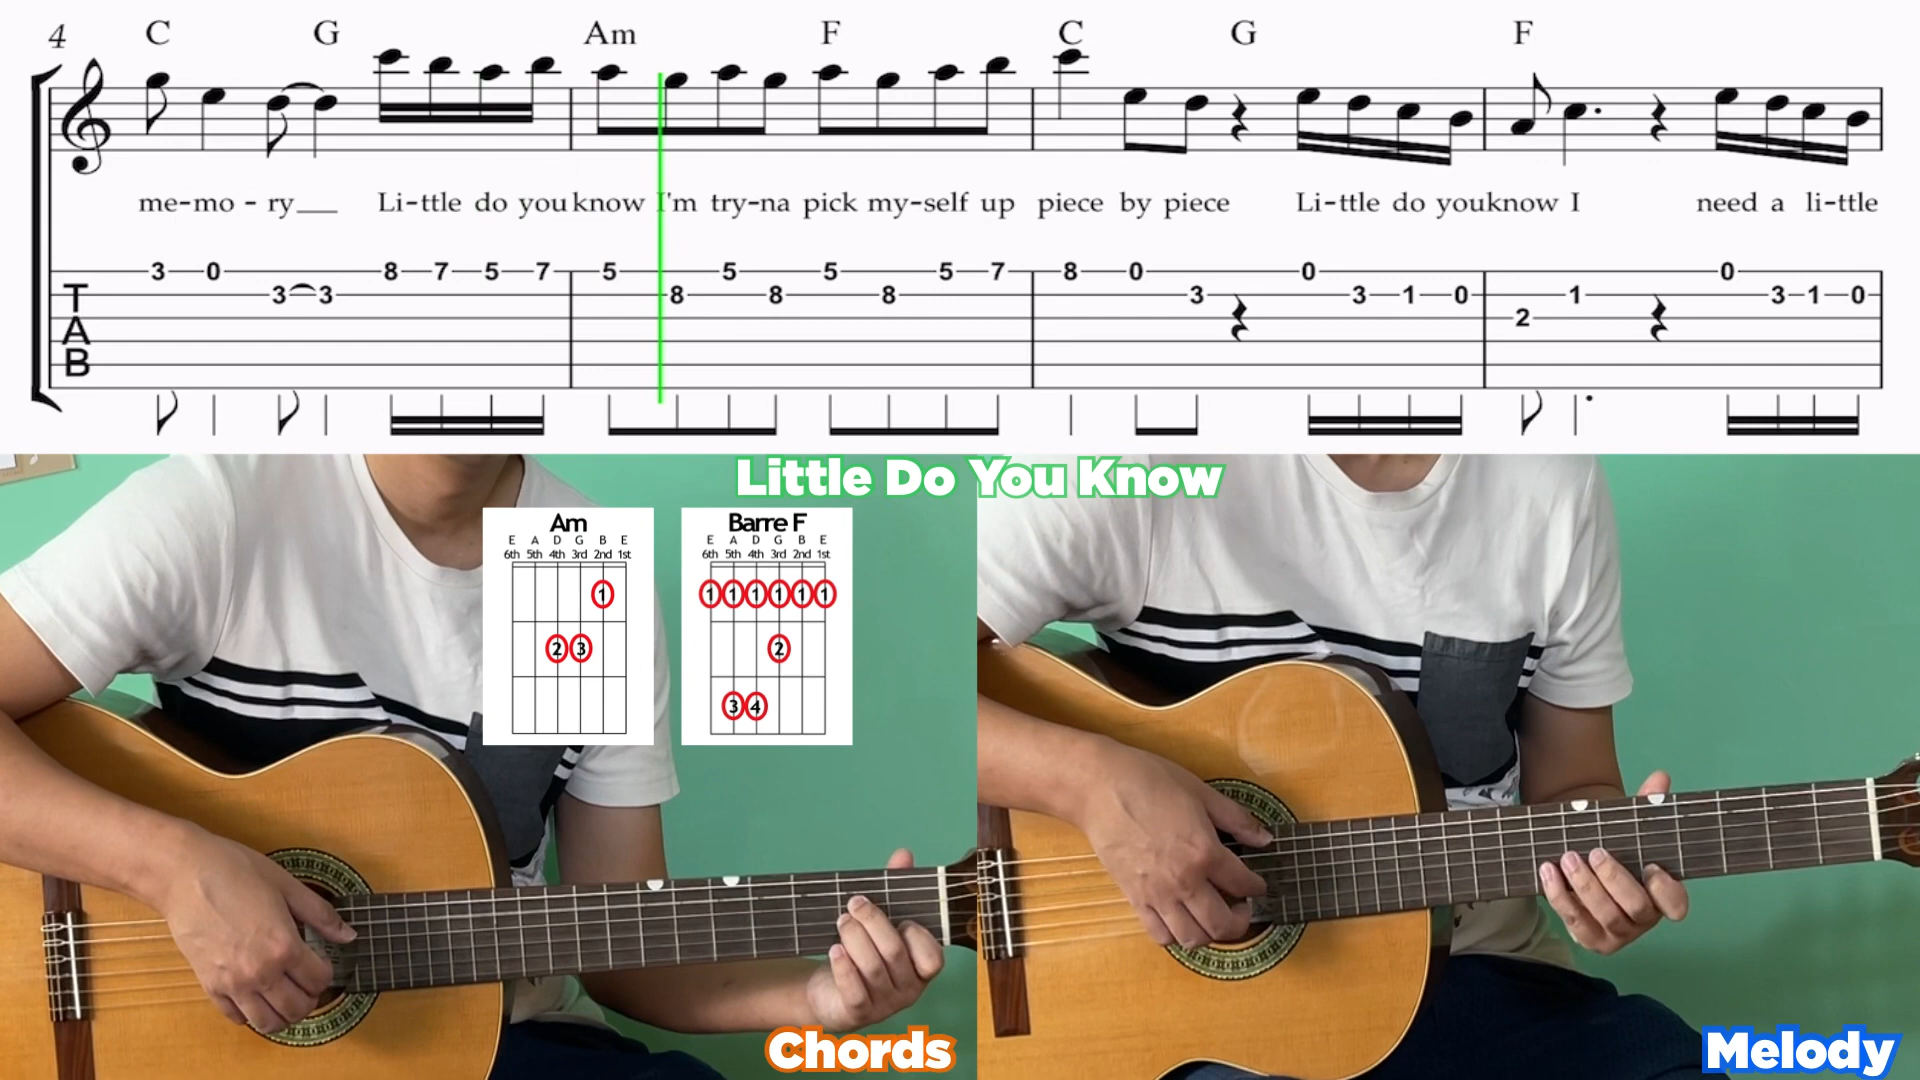 4 C G Am F C G F
me-mo-ry Li-ttle do you know I'm try-na pick my-self up piece by piece Li-ttle do you know I need a li-ttle
3 0 8 7 5 7 5 5 5 5 7 8 0 0 0
T 3 3 8 8 8 3 3 1 0 1 3 1 0
A 2
B
Little Do You Know
Am Barre F
E A D G B E E A D G B E
6th 5th 4th 3rd 2nd 1st 6th 5th 4th 3rd 2nd 1st
1 1 1 1 1 1 1
2 3 2
3 4
Chords Melody